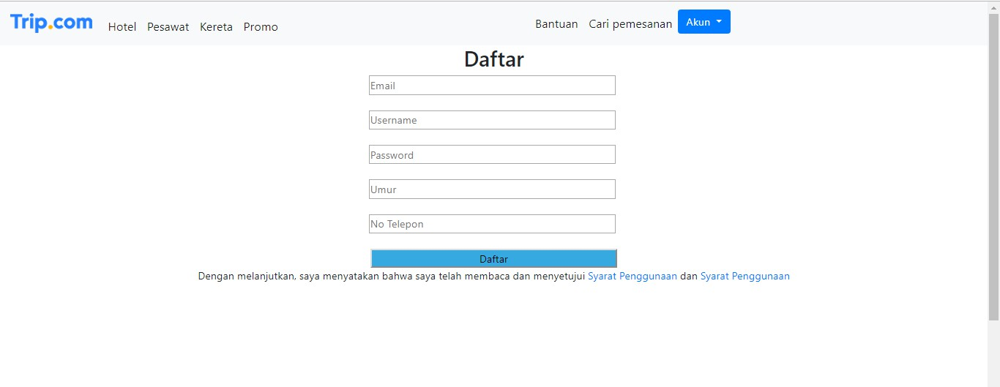 Trip.com Hotel Pesawat Kereta Promo Bantuan Cari pemesanan Akun
Daftar
Email
Username
Password
Umur
No Telepon
Daftar
Dengan melanjutkan, saya menyatakan bahwa saya telah membaca dan menyetujui Syarat Penggunaan dan Syarat Penggunaan